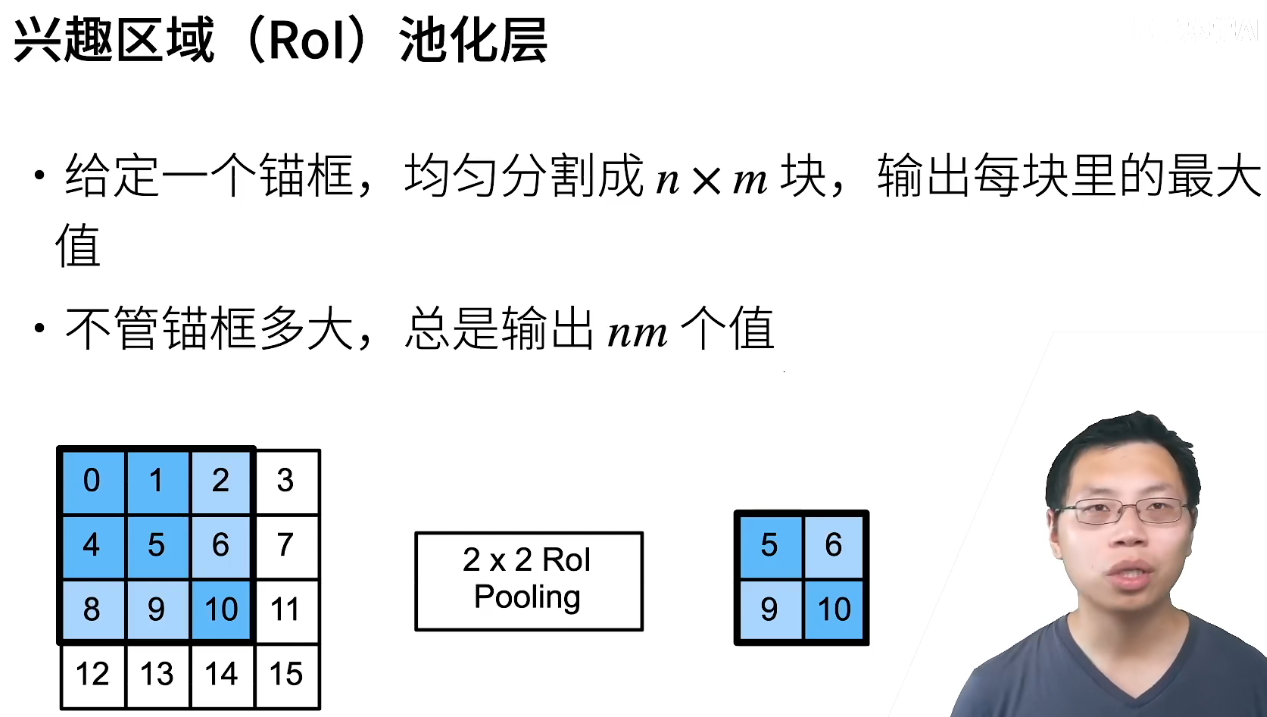 兴趣区域（RoI）池化层
• 给定一个锚框，均匀分割成 n × m 块，输出每块里的最大
值
• 不管锚框多大，总是输出 nm 个值
0 1 2 3
4 5 6 7
8 9 10 11
12 13 14 15
2 x 2 RoI
Pooling
5 6
9 10